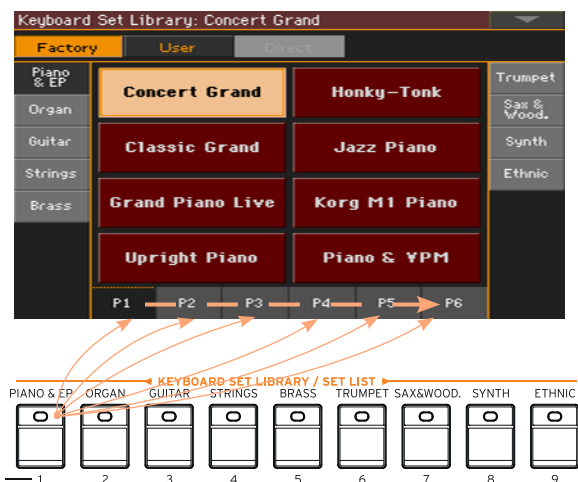 Keyboard Set Library: Concert Grand
Factory User Direct
Piano & EP
Organ
Guitar
Strings
Brass
Concert Grand Honky-Tonk
Classic Grand Jazz Piano
Grand Piano Live Korg M1 Piano
Upright Piano Piano & ¥PM
Trumpet
Sax & Wood.
Synth
Ethnic
P1 P2 P3 P4 P5 P6
KEYBOARD SET LIBRARY / SET LIST
PIANO & EP ORGAN GUITAR STRINGS BRASS TRUMPET SAX&WOOD. SYNTH ETHNIC
1 2 3 4 5 6 7 8 9